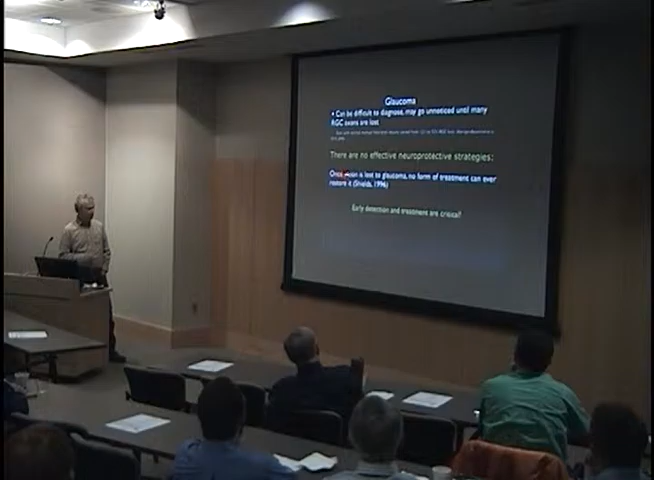 Glaucoma
• Can be difficult to diagnose, may go unnoticed until many
RGC axons are lost
There are no effective neuroprotective strategies:
Once vision is lost to glaucoma, no form of treatment can ever
restore it (Shields, 1996)
Early detection and treatment are critical!